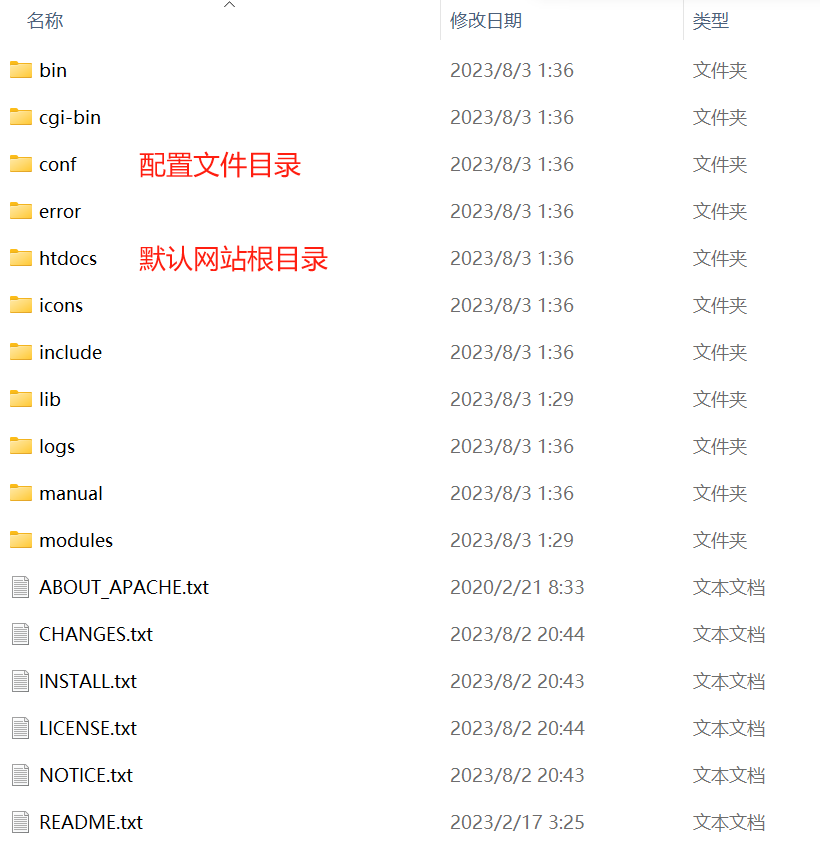 名称 修改日期 类型
bin 2023/8/3 1:36 文件夹
cgi-bin 2023/8/3 1:36 文件夹
conf 配置文件目录 2023/8/3 1:36 文件夹
error 2023/8/3 1:36 文件夹
htdocs 默认网站根目录 2023/8/3 1:36 文件夹
icons 2023/8/3 1:36 文件夹
include 2023/8/3 1:36 文件夹
lib 2023/8/3 1:29 文件夹
logs 2023/8/3 1:36 文件夹
manual 2023/8/3 1:36 文件夹
modules 2023/8/3 1:29 文件夹
ABOUT_APACHE.txt 2020/2/21 8:33 文本文档
CHANGES.txt 2023/8/2 20:44 文本文档
INSTALL.txt 2023/8/2 20:43 文本文档
LICENSE.txt 2023/8/2 20:44 文本文档
NOTICE.txt 2023/8/2 20:43 文本文档
README.txt 2023/2/17 3:25 文本文档